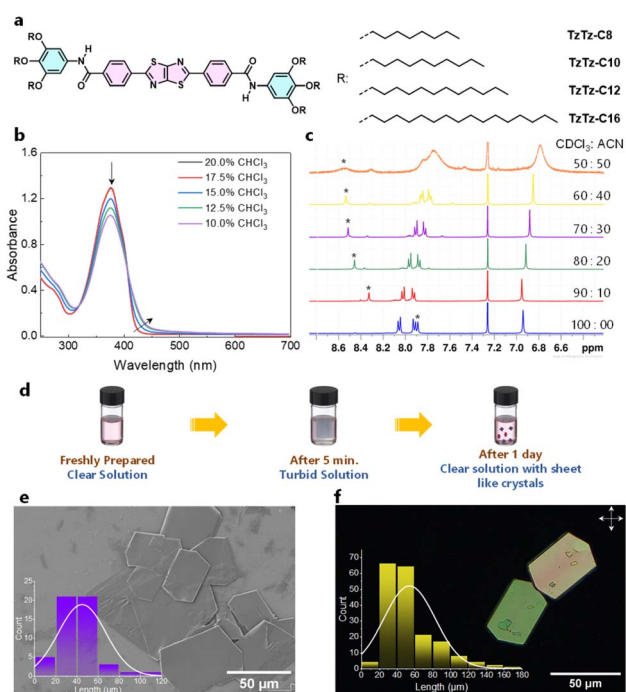 a
RO
RO
RO
H
N
O
S
N
N
S
O
N
H
OR
OR
OR
R:
TzTz-C8
TzTz-C10
TzTz-C12
TzTz-C16
b
Absorbance
1.6
1.2
0.8
0.4
0.0
20.0% CHCl₃
17.5% CHCl₃
15.0% CHCl₃
12.5% CHCl₃
10.0% CHCl₃
300 400 500 600 700
Wavelength (nm)
c
CDCl₃: ACN
* 50 : 50
* 60 : 40
* 70 : 30
* 80 : 20
* 90 : 10
* 100 : 00
8.6 8.4 8.2 8.0 7.8 7.6 7.4 7.2 7.0 6.8 6.6 ppm
d
Freshly Prepared
Clear Solution
After 5 min.
Turbid Solution
After 1 day
Clear solution with sheet
like crystals
e
Count
25
20
15
10
5
0
0 20 40 60 80 100 120
Length (µm)
50 µm
f
Count
70
60
50
40
30
20
10
0
0 20 40 60 80 100 120 140 160 180
Length (µm)
50 µm